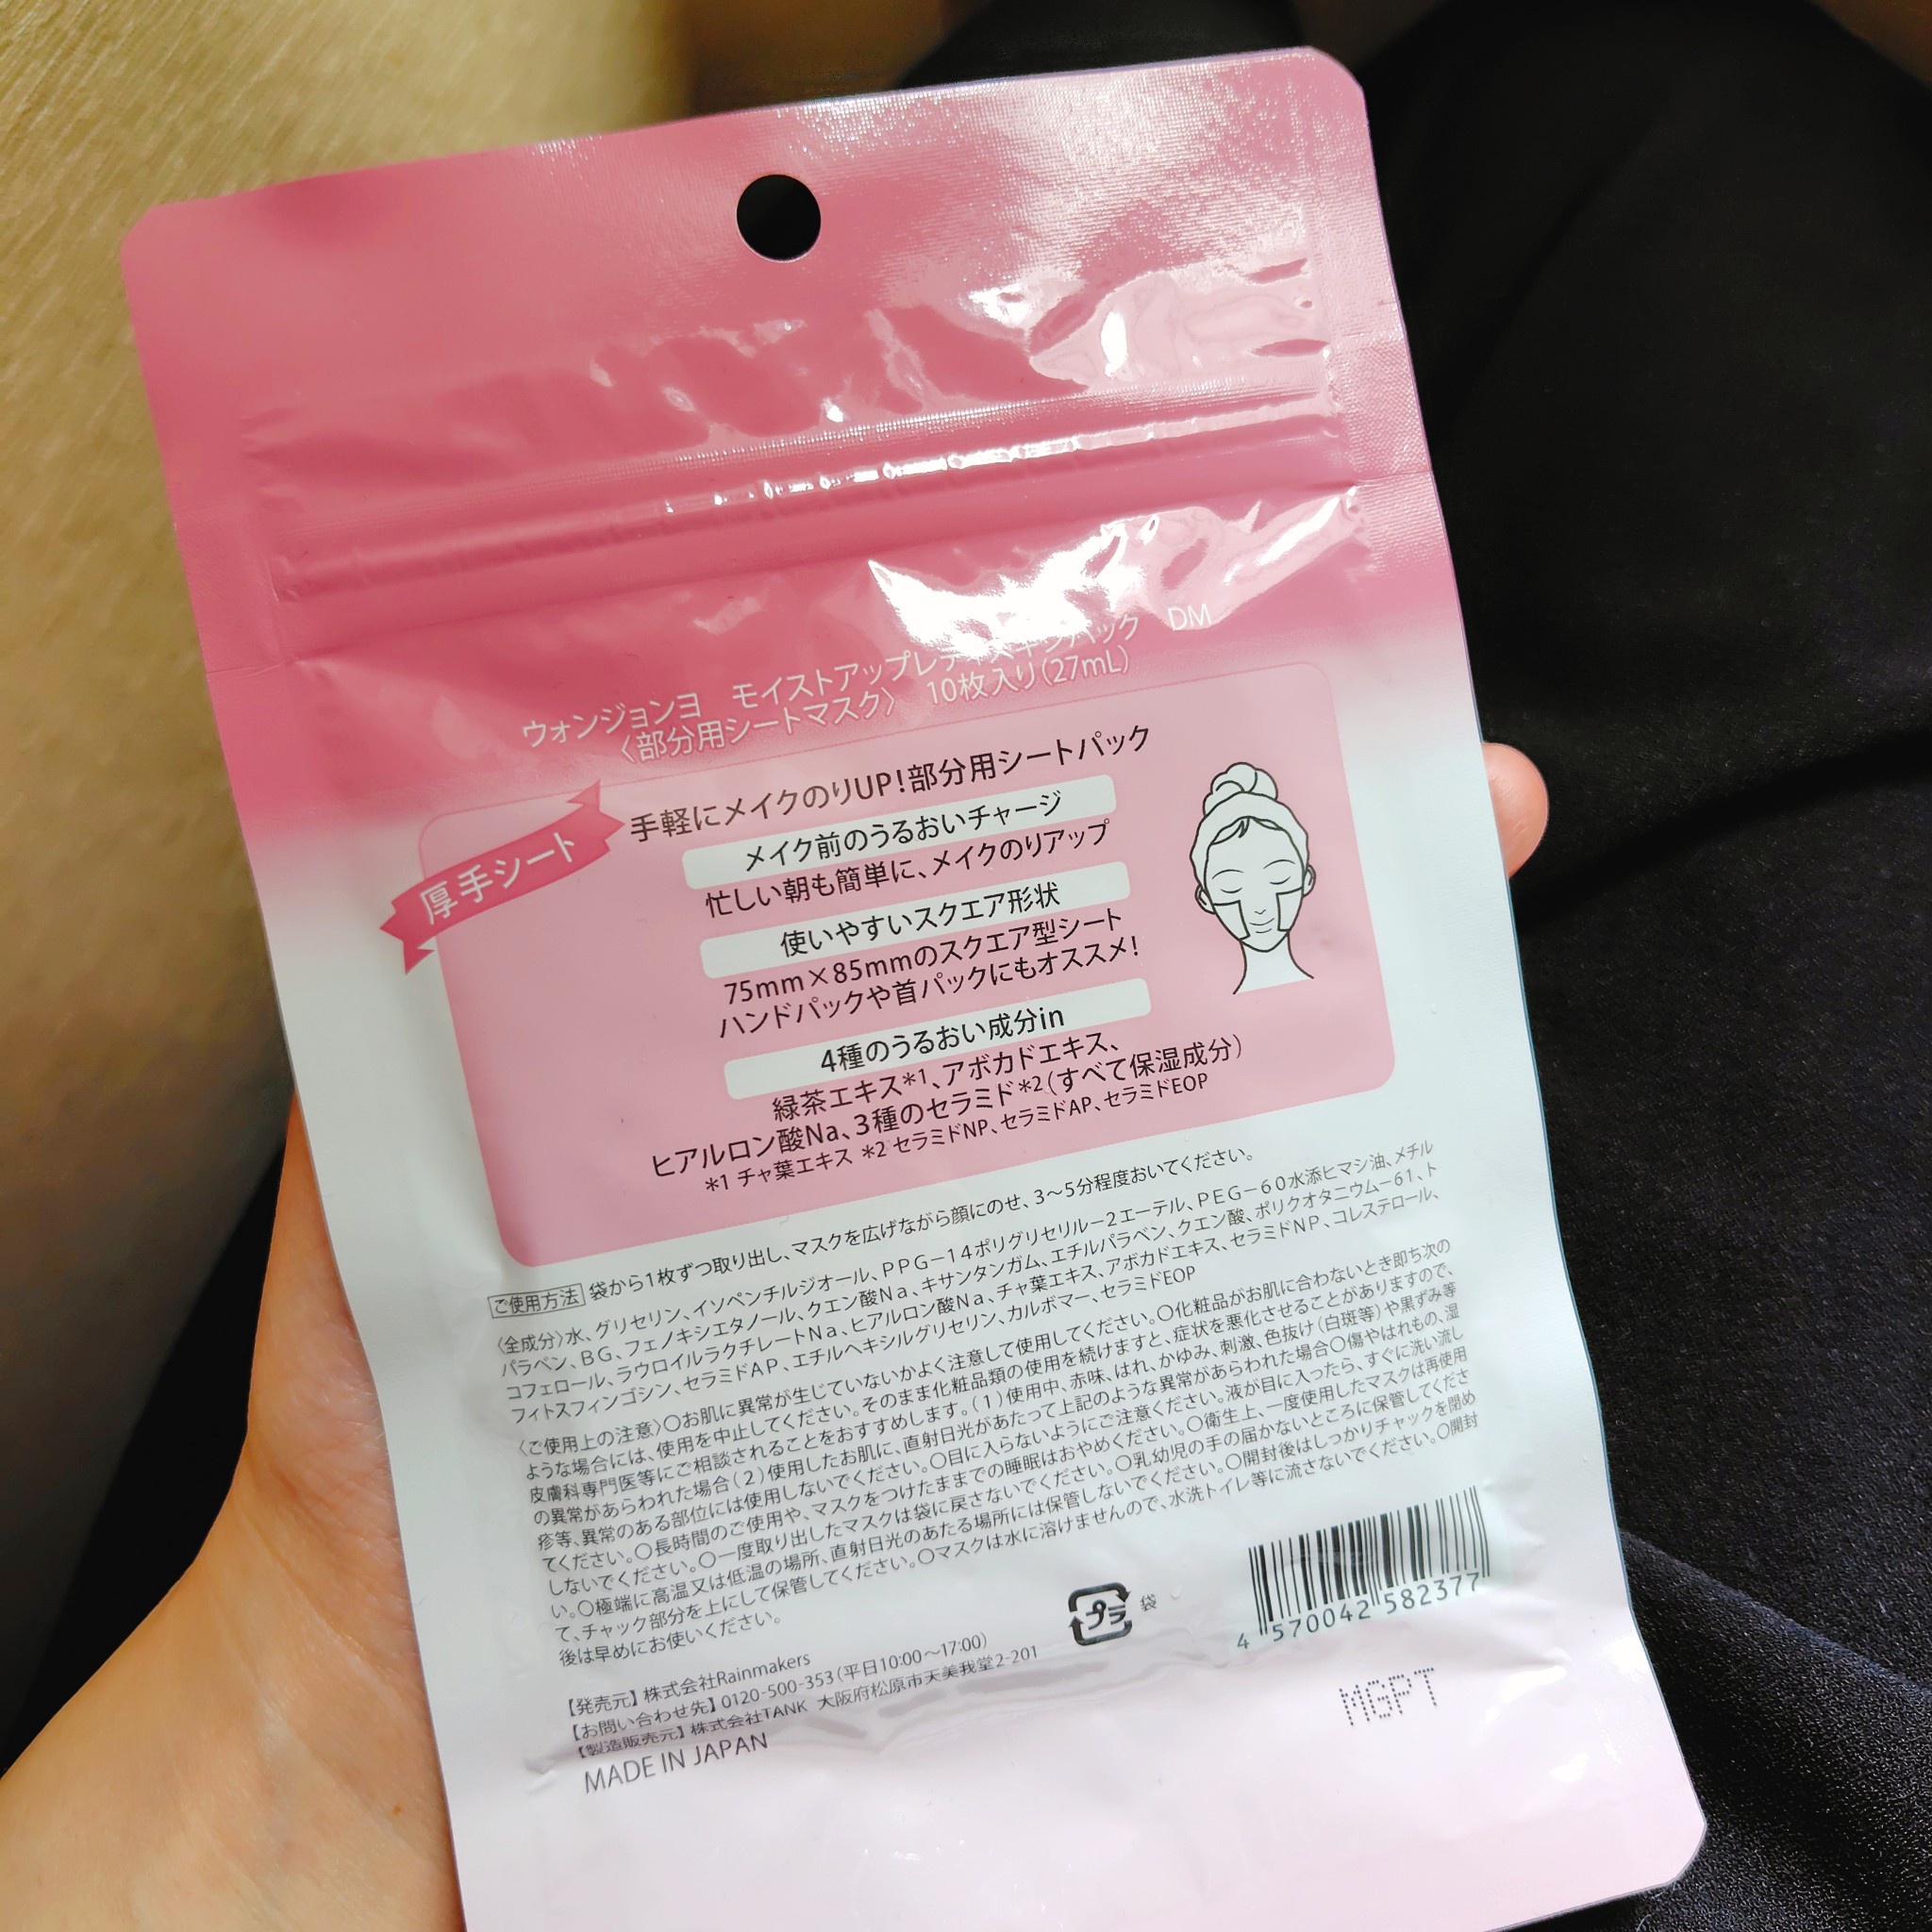 ウォンジョンヨ モイストアップレディスキンパック DM
〈部分用シートマスク〉 10枚入り(27mL)
厚手シート
手軽にメイクのりUP!部分用シートパック
メイク前のうるおいチャージ
忙しい朝も簡単に、メイクのりアップ
使いやすいスクエア形状
75mm×85mmのスクエア型シート
ハンドパックや首パックにもオススメ!
4種のうるおい成分in
緑茶エキス*1、アボカドエキス、
ヒアルロン酸Na、3種のセラミド*2(すべて保湿成分)
*1 チャ葉エキス *2 セラミドNP、セラミドAP、セラミドEOP
ご使用方法 袋から1枚ずつ取り出し、マスクを広げながら顔にのせ、3〜5分程度おいてください。
〈全成分〉水、グリセリン、イソペンチルジオール、PPG−14ポリグリセリル−2エーテル、PEG−60水添ヒマシ油、メチル
パラベン、BG、フェノキシエタノール、クエン酸Na、キサンタンガム、エチルパラベン、クエン酸、ポリクオタニウム−61、ト
コフェロール、ラウロイルラクチレートNa、ヒアルロン酸Na、チャ葉エキス、アボカドエキス、セラミドNP、コレステロール、
フィトスフィンゴシン、セラミドAP、エチルヘキシルグリセリン、カルボマー、セラミドEOP
〈ご使用上の注意〉○お肌に異常が生じていないかよく注意して使用してください。○化粧品がお肌に合わないとき即ち次の
ような場合には、使用を中止してください。そのまま化粧品類の使用を続けますと、症状を悪化させることがありますので、
皮膚科専門医等にご相談されることをおすすめします。(1)使用中、赤味、はれ、かゆみ、刺激、色抜け(白斑等)や黒ずみ等
の異常があらわれた場合(2)使用したお肌に、直射日光があたって上記のような異常があらわれた場合○傷やはれもの、湿
疹等、異常のある部位には使用しないでください。○目に入らないようにご注意ください。液が目に入ったら、すぐに洗い流し
てください。○長時間のご使用や、マスクをつけたままでの睡眠はおやめください。○衛生上、一度使用したマスクは再使用
しないでください。○一度取り出したマスクは袋に戻さないでください。○乳幼児の手の届かないところに保管してくださ
い。○極端に高温又は低温の場所、直射日光のあたる場所には保管しないでください。○開封後はしっかりチャックを閉め
て、チャック部分を上にして保管してください。○マスクは水に溶けませんので、水洗トイレ等に流さないでください。○開封
後は早めにお使いください。
プラ 袋
4 570042 582377
【発売元】株式会社Rainmakers
【お問い合わせ先】0120-500-353(平日10:00〜17:00)
【製造販売元】株式会社TANK 大阪府松原市天美我堂2-201
MADE IN JAPAN
MGPT